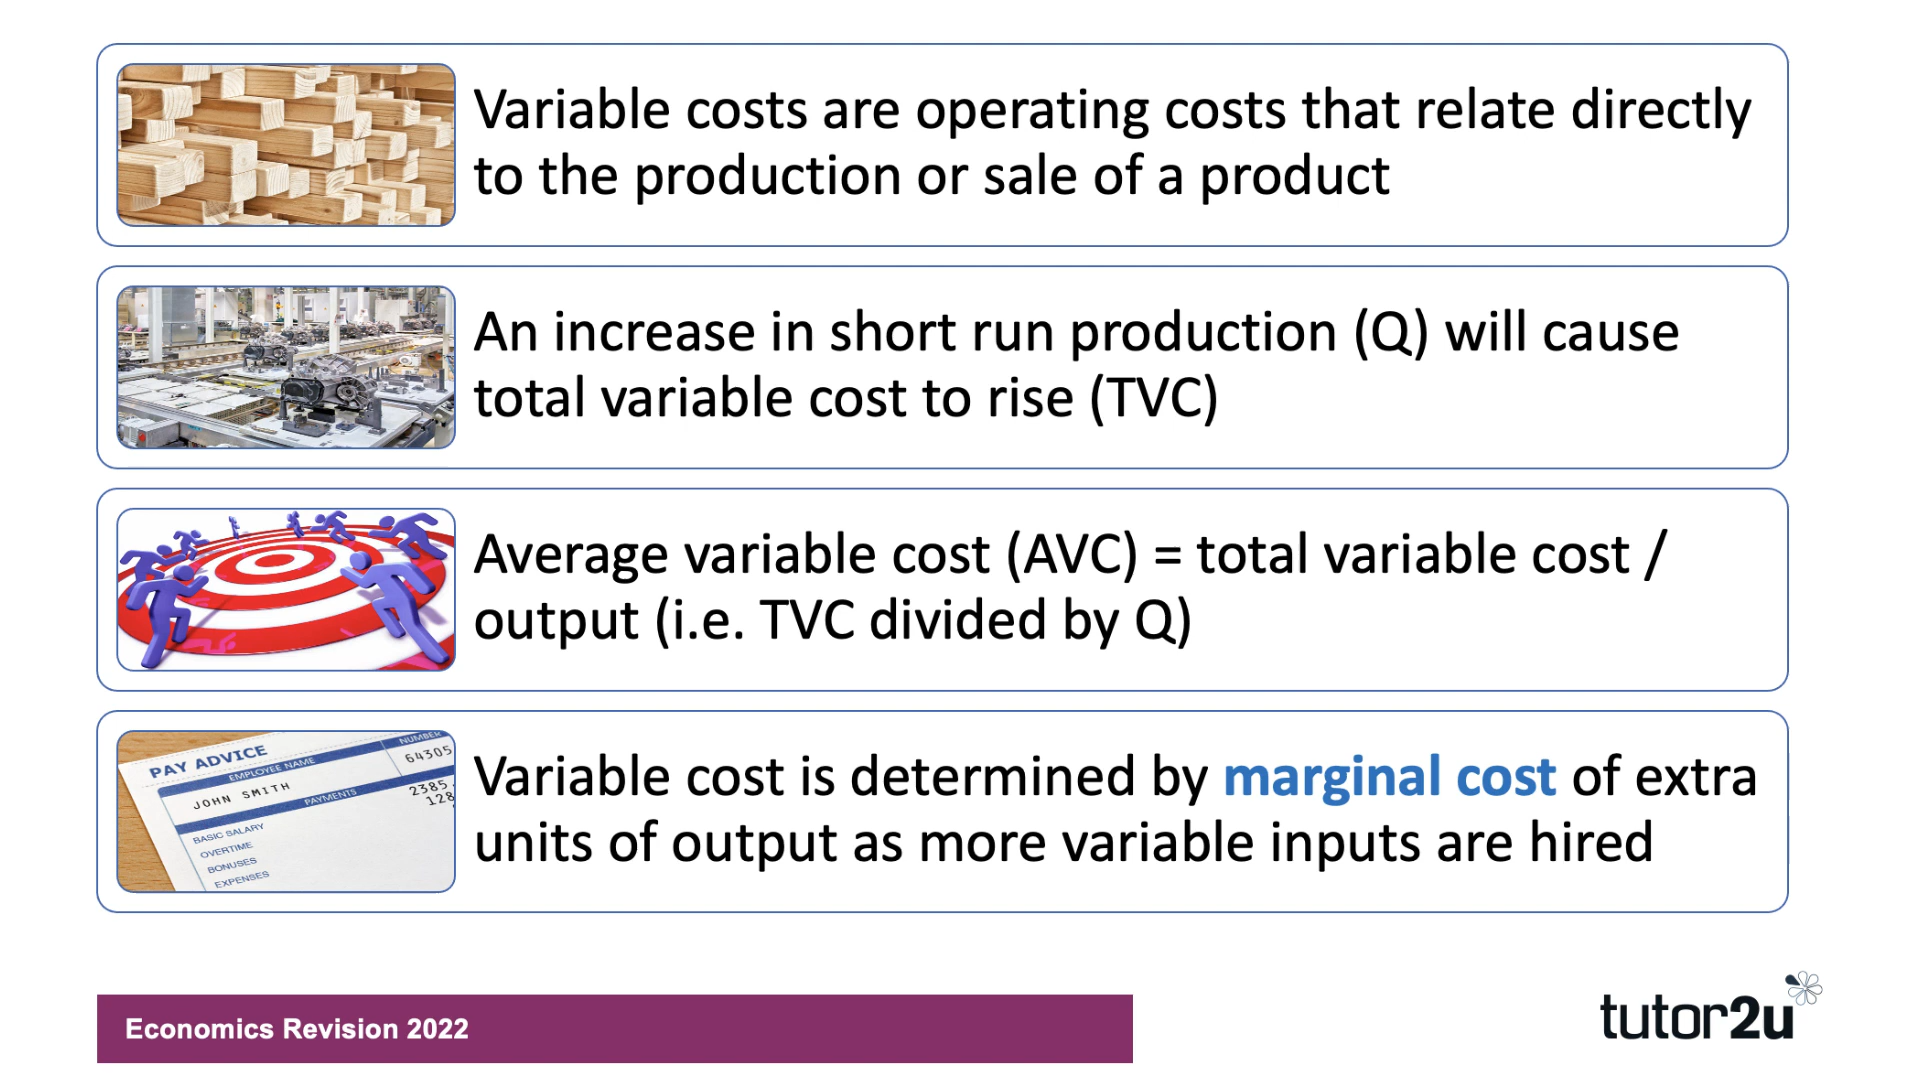 Variable costs are operating costs that relate directly
to the production or sale of a product
An increase in short run production (Q) will cause
total variable cost to rise (TVC)
Average variable cost (AVC) = total variable cost /
output (i.e. TVC divided by Q)
PAY ADVICE
NUMBER
EMPLOYEE NAME
64305
JOHN SMITH
PAYMENTS
2385
128
BASIC SALARY
OVERTIME
BONUSES
EXPENSES
Variable cost is determined by marginal cost of extra
units of output as more variable inputs are hired
Economics Revision 2022
tutor2u